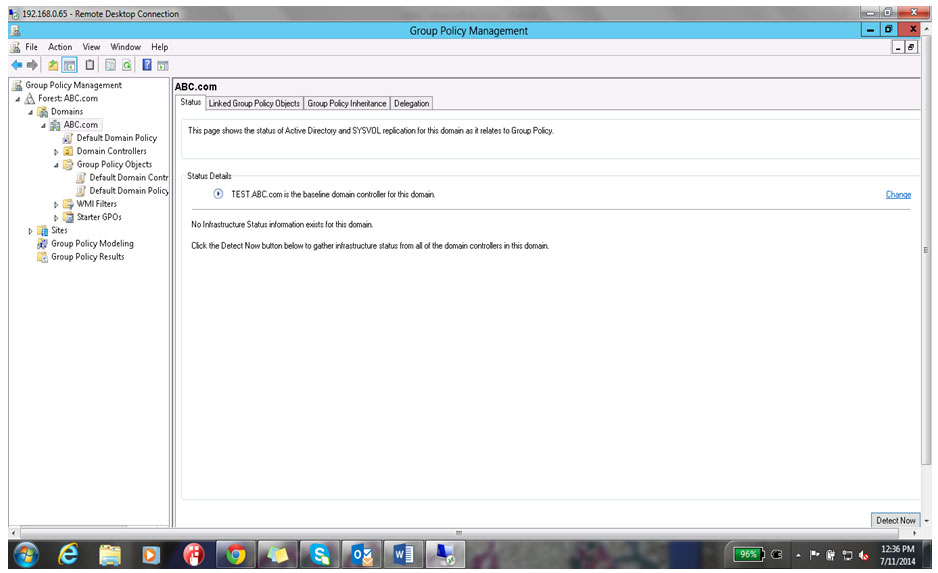 192.168.0.65 - Remote Desktop Connection
Group Policy Management
File Action View Window Help
Group Policy Management
Forest: ABC.com
Domains
ABC.com
Default Domain Policy
Domain Controllers
Group Policy Objects
Default Domain Contr
Default Domain Policy
WMI Filters
Starter GPOs
Sites
Group Policy Modeling
Group Policy Results
ABC.com
Status Linked Group Policy Objects Group Policy Inheritance Delegation
This page shows the status of Active Directory and SYSVOL replication for this domain as it relates to Group Policy.
Status Details
TEST.ABC.com is the baseline domain controller for this domain. Change
No Infrastructure Status information exists for this domain.
Click the Detect Now button below to gather infrastructure status from all of the domain controllers in this domain.
Detect Now
96%
12:36 PM
7/11/2014